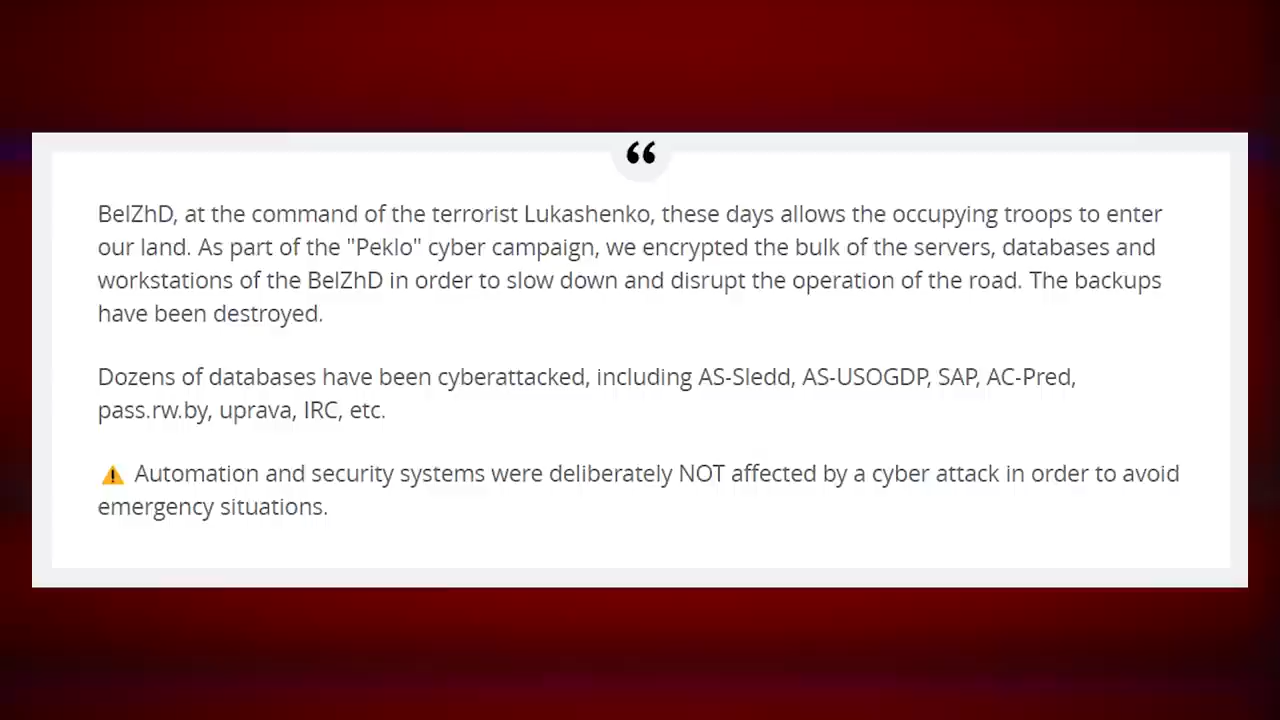 “
BelZhD, at the command of the terrorist Lukashenko, these days allows the occupying troops to enter
our land. As part of the "Peklo" cyber campaign, we encrypted the bulk of the servers, databases and
workstations of the BelZhD in order to slow down and disrupt the operation of the road. The backups
have been destroyed.
Dozens of databases have been cyberattacked, including AS-Sledd, AS-USOGDP, SAP, AC-Pred,
pass.rw.by, uprava, IRC, etc.
⚠ Automation and security systems were deliberately NOT affected by a cyber attack in order to avoid
emergency situations.